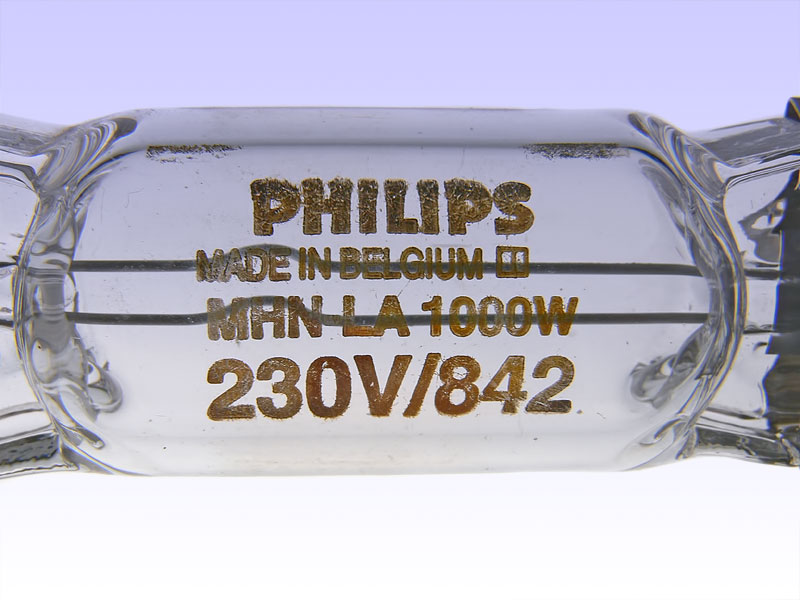 PHILIPS
MADE IN BELGIUM
MHN-LA 1000W
230V/842